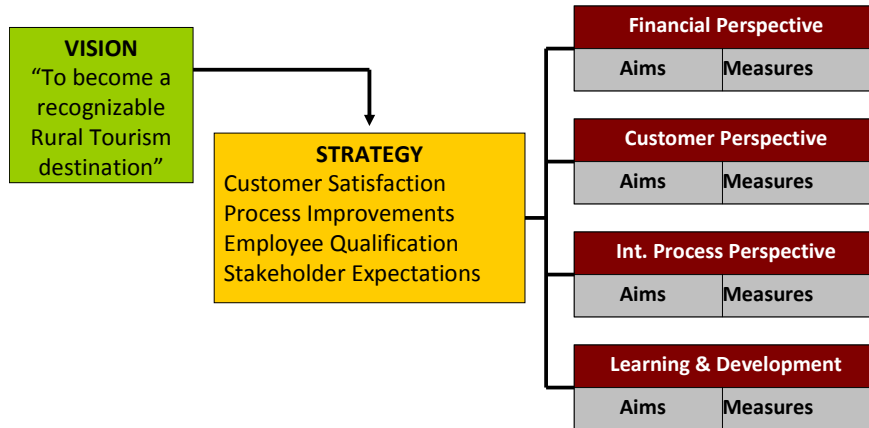 VISION
“To become a
recognizable
Rural Tourism
destination”
STRATEGY
Customer Satisfaction
Process Improvements
Employee Qualification
Stakeholder Expectations
Financial Perspective
Aims Measures
Customer Perspective
Aims Measures
Int. Process Perspective
Aims Measures
Learning & Development
Aims Measures